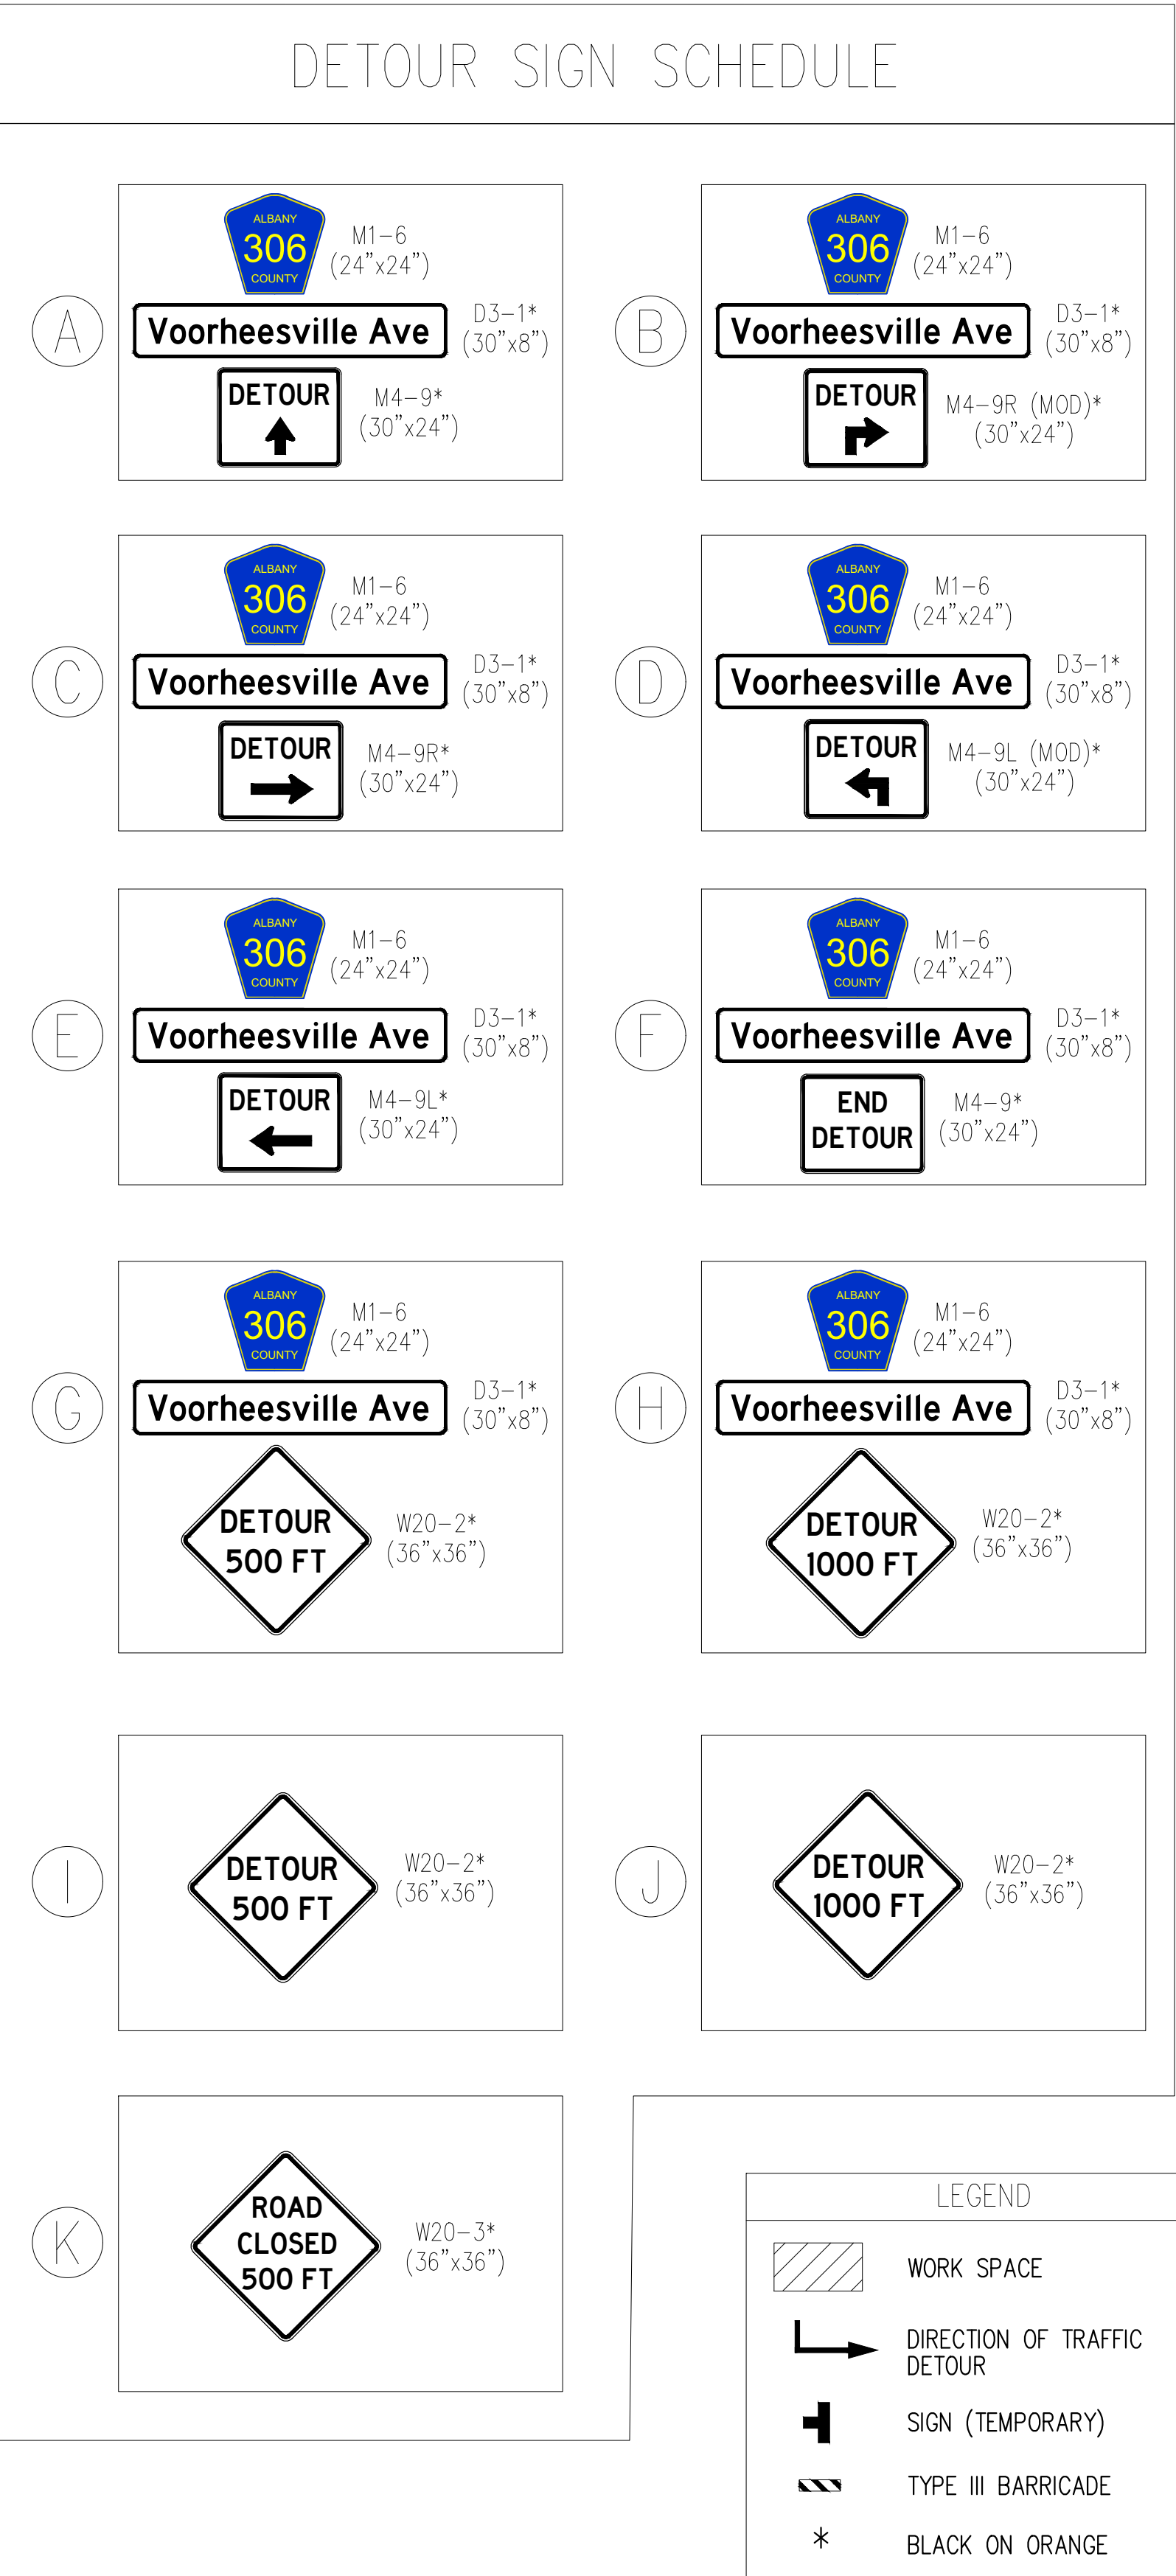 DETOUR SIGN SCHEDULE
A
ALBANY
306
COUNTY
M1-6
(24"x24")
Voorheesville Ave
D3-1*
(30"x8")
DETOUR
M4-9*
(30"x24")
B
ALBANY
306
COUNTY
M1-6
(24"x24")
Voorheesville Ave
D3-1*
(30"x8")
DETOUR
M4-9R (MOD)*
(30"x24")
C
ALBANY
306
COUNTY
M1-6
(24"x24")
Voorheesville Ave
D3-1*
(30"x8")
DETOUR
M4-9R*
(30"x24")
D
ALBANY
306
COUNTY
M1-6
(24"x24")
Voorheesville Ave
D3-1*
(30"x8")
DETOUR
M4-9L (MOD)*
(30"x24")
E
ALBANY
306
COUNTY
M1-6
(24"x24")
Voorheesville Ave
D3-1*
(30"x8")
DETOUR
M4-9L*
(30"x24")
F
ALBANY
306
COUNTY
M1-6
(24"x24")
Voorheesville Ave
D3-1*
(30"x8")
END
DETOUR
M4-9*
(30"x24")
G
ALBANY
306
COUNTY
M1-6
(24"x24")
Voorheesville Ave
D3-1*
(30"x8")
DETOUR
500 FT
W20-2*
(36"x36")
H
ALBANY
306
COUNTY
M1-6
(24"x24")
Voorheesville Ave
D3-1*
(30"x8")
DETOUR
1000 FT
W20-2*
(36"x36")
I
DETOUR
500 FT
W20-2*
(36"x36")
J
DETOUR
1000 FT
W20-2*
(36"x36")
K
ROAD
CLOSED
500 FT
W20-3*
(36"x36")
LEGEND
WORK SPACE
DIRECTION OF TRAFFIC
DETOUR
SIGN (TEMPORARY)
TYPE III BARRICADE
* BLACK ON ORANGE